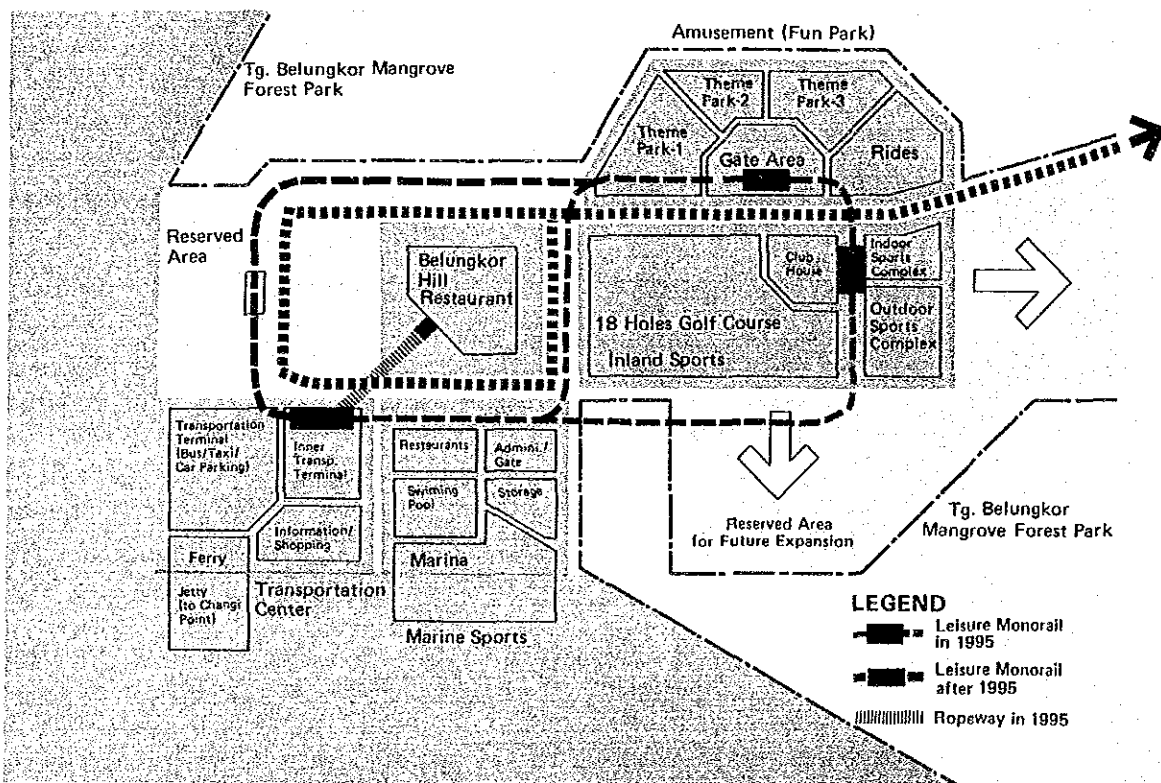 Amusement (Fun Park)
Tg. Belungkor Mangrove
Forest Park
Theme
Park-2
Theme
Park-3
Theme
Park-1
Gate Area
Rides
Reserved
Area
Belungkor
Hill
Restaurant
Club
House
Indoor
Sports
Complex
18 Holes Golf Course
Inland Sports
Outdoor
Sports
Complex
Transportation
Terminal
(Bus/Taxi/
Car Parking)
Inner
Transp.
Terminal
Restaurants
Admini./
Gate
Swiming
Pool
Storage
Information/
Shopping
Ferry
Marina
Jetty
(to Changi
Point)
Transportation
Center
Marine Sports
Reserved Area
for Future Expansion
Tg. Belungkor
Mangrove Forest Park
LEGEND
Leisure Monorail
in 1995
Leisure Monorail
after 1995
Ropeway in 1995